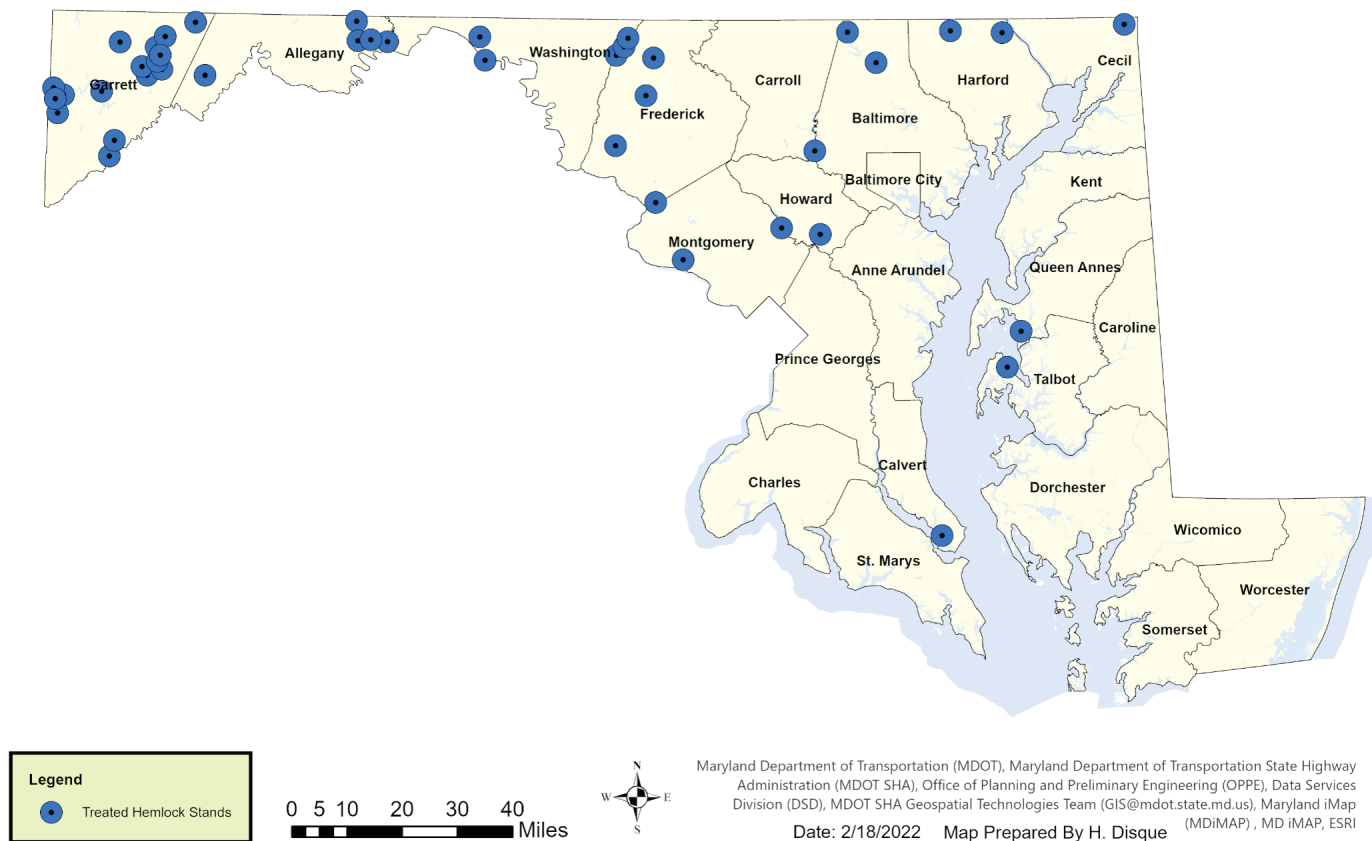 Garrett
Allegany
Washington
Frederick
Carroll
Baltimore
Harford
Cecil
Baltimore City
Howard
Kent
Montgomery
Anne Arundel
Queen Annes
Caroline
Prince Georges
Talbot
Calvert
Charles
Dorchester
St. Marys
Wicomico
Worcester
Somerset
Legend
Treated Hemlock Stands
0 5 10 20 30 40
Miles
N
W E
S
Maryland Department of Transportation (MDOT), Maryland Department of Transportation State Highway
Administration (MDOT SHA), Office of Planning and Preliminary Engineering (OPPE), Data Services
Division (DSD), MDOT SHA Geospatial Technologies Team (GIS@mdot.state.md.us), Maryland iMap
(MDiMAP) , MD iMAP, ESRI
Date: 2/18/2022 Map Prepared By H. Disque